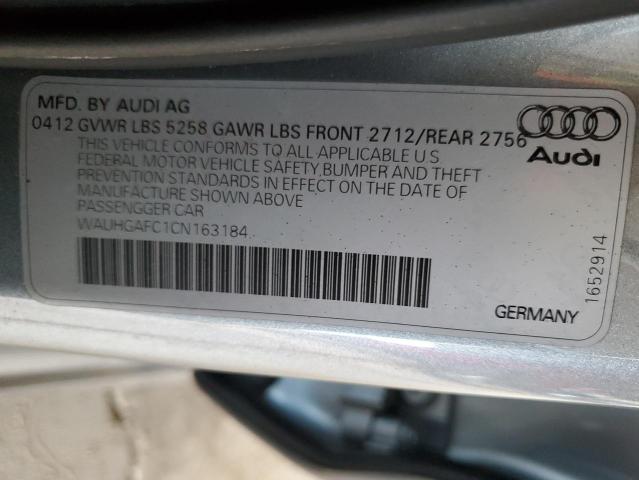 MFD. BY AUDI AG
0412 GVWR LBS 5258 GAWR LBS FRONT 2712/REAR 2756
THIS VEHICLE CONFORMS TO ALL APPLICABLE U.S
FEDERAL MOTOR VEHICLE SAFETY,BUMPER AND THEFT
PREVENTION STANDARDS IN EFFECT ON THE DATE OF
MANUFACTURE SHOWN ABOVE
PASSENGGER CAR
WAUHGAFC1CN163184
Audi
1652914
GERMANY